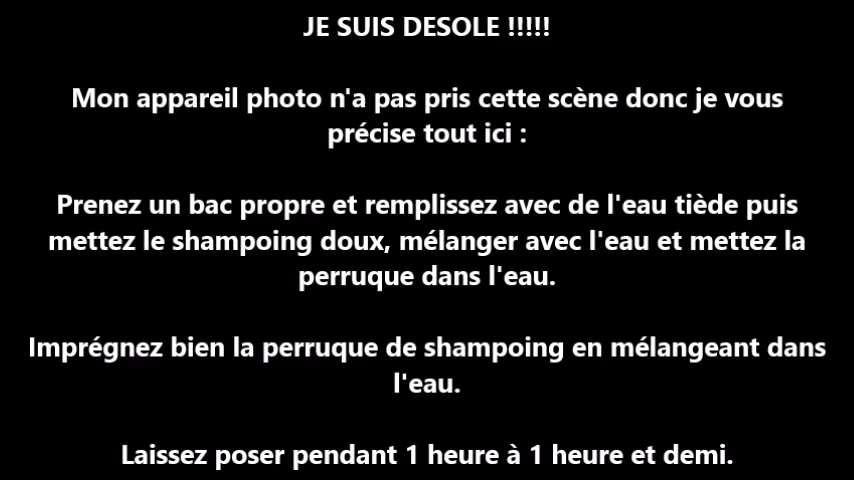 JE SUIS DESOLE !!!!!
Mon appareil photo n'a pas pris cette scène donc je vous
précise tout ici :
Prenez un bac propre et remplissez avec de l'eau tiède puis
mettez le shampoing doux, mélanger avec l'eau et mettez la
perruque dans l'eau.
Imprégnez bien la perruque de shampoing en mélangeant dans
l'eau.
Laissez poser pendant 1 heure à 1 heure et demi.